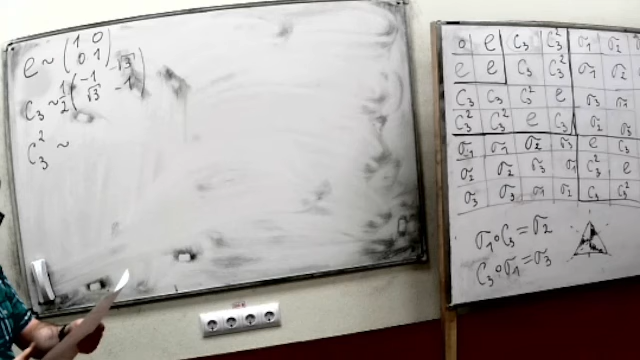 e ~ (1 0
0 1)
C₃ ~ 1/2 (-1 -√3
√3 -1)
C₃² ~
o e C₃ C₃² σ₁ σ₂
e e C₃ C₃² σ₁ σ₂
C₃ C₃ C₃² e σ₃ σ₁
C₃² C₃² e C₃ σ₂ σ₃
σ₁ σ₁ σ₂ σ₃ e C₃
σ₂ σ₂ σ₃ σ₁ C₃² e
σ₃ σ₃ σ₁ σ₂ C₃ C₃²
σ₁∘C₃=σ₂
C₃∘σ₁=σ₃